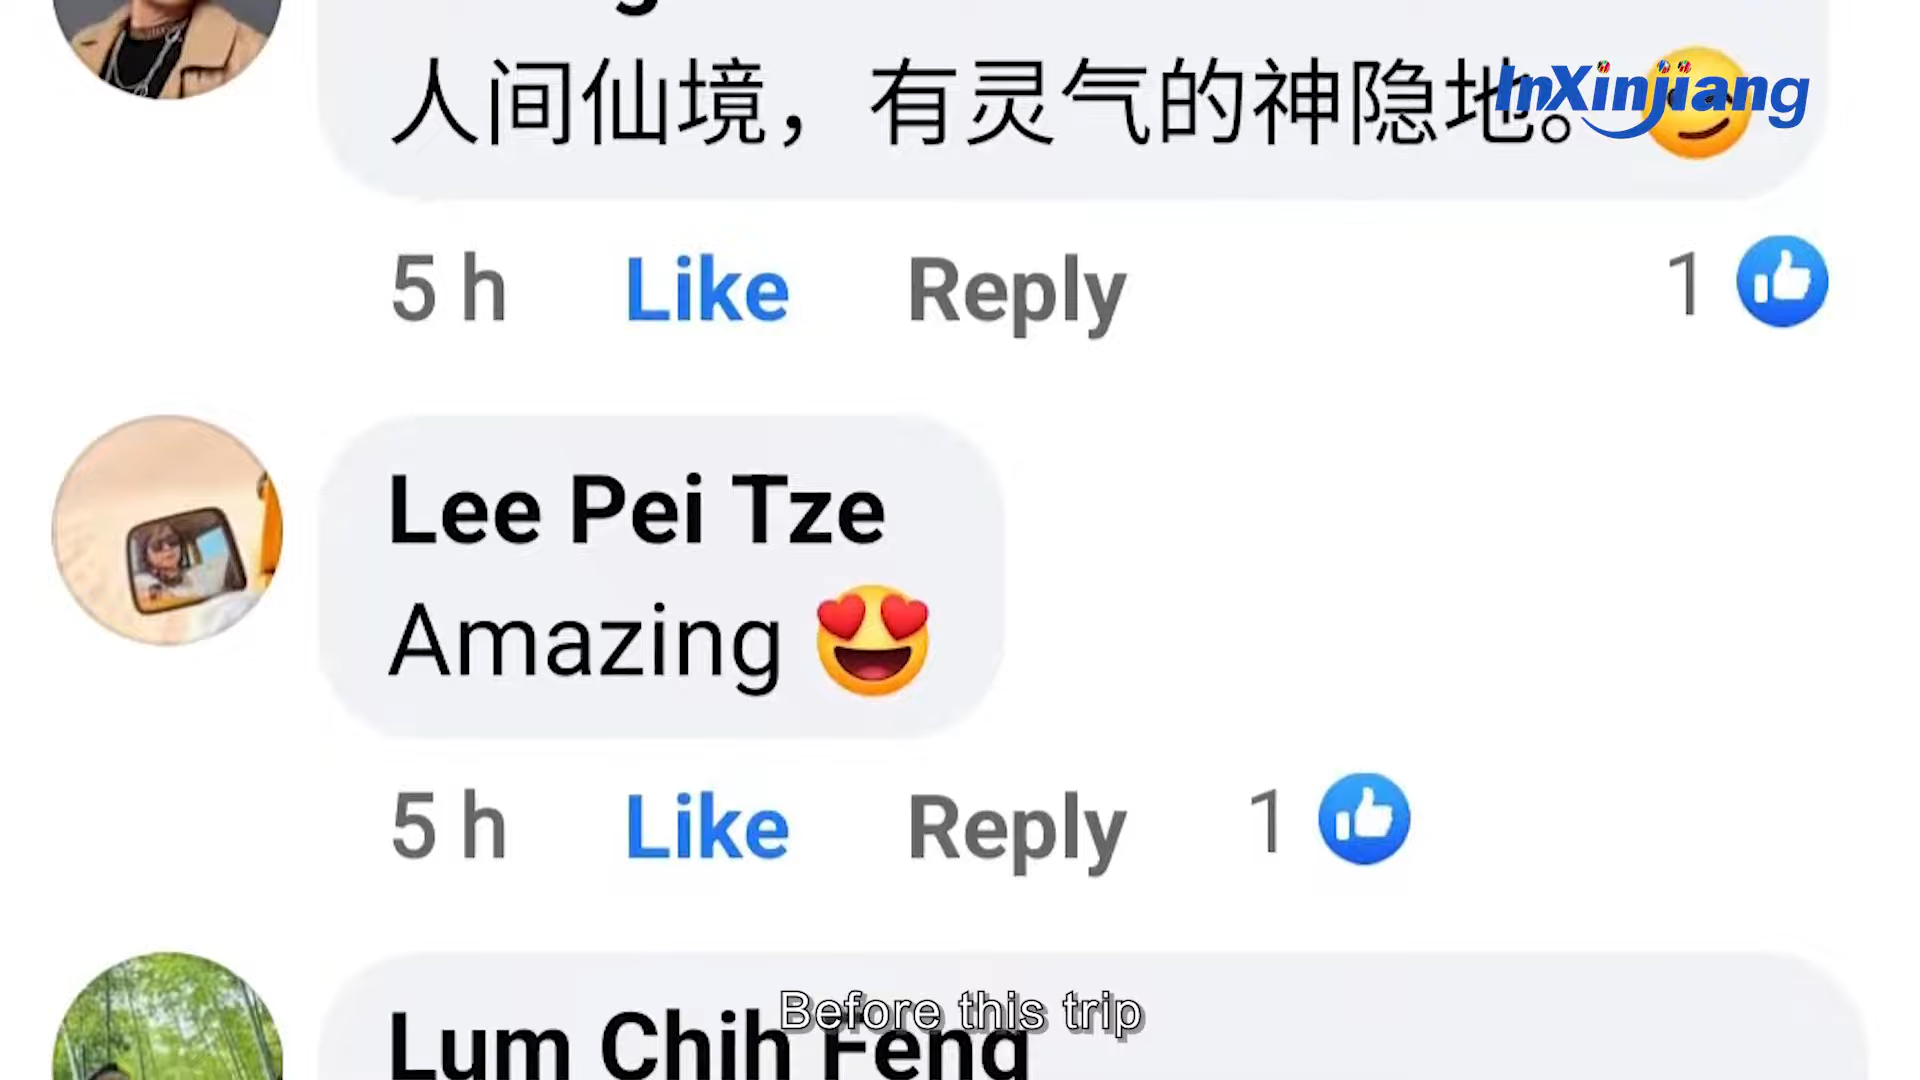 人间仙境，有灵气的神隐地。
InXinjiang
5 h Like Reply 1
Lee Pei Tze
Amazing 😍
5 h Like Reply 1
Before this trip
Lum Chih Feng